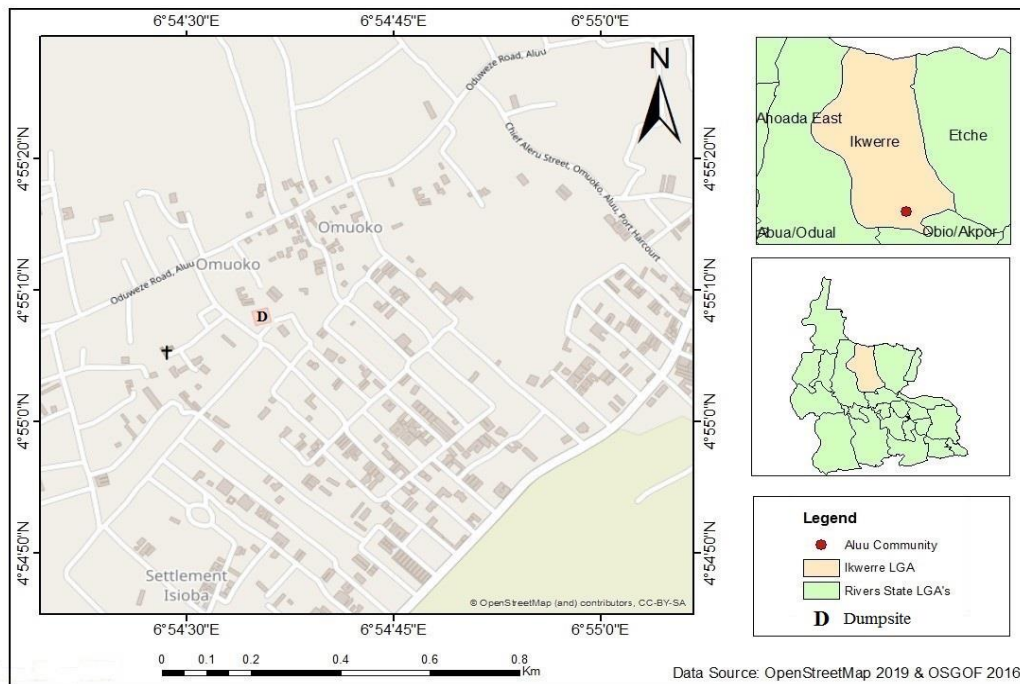 6°54'30"E
6°54'45"E
6°55'0"E
4°55'20"N
4°55'10"N
4°55'0"N
4°54'50"N
N
Oduweze Road, Aluu
Chief Aleru Street, Omuoko, Aluu, Port Harcourt
Omuoko
Omuoko
Oduweze Road, Aluu
D
Settlement
Isioba
© OpenStreetMap (and) contributors, CC-BY-SA
4°55'20"N
4°55'10"N
4°55'0"N
4°54'50"N
6°54'30"E
6°54'45"E
6°55'0"E
0 0.1 0.2 0.4 0.6 0.8
Km
Ahoada East
Ikwerre
Etche
Abua/Odual
Obio/Akpor
Legend
Aluu Community
Ikwerre LGA
Rivers State LGA's
D Dumpsite
Data Source: OpenStreetMap 2019 & OSGOF 2016